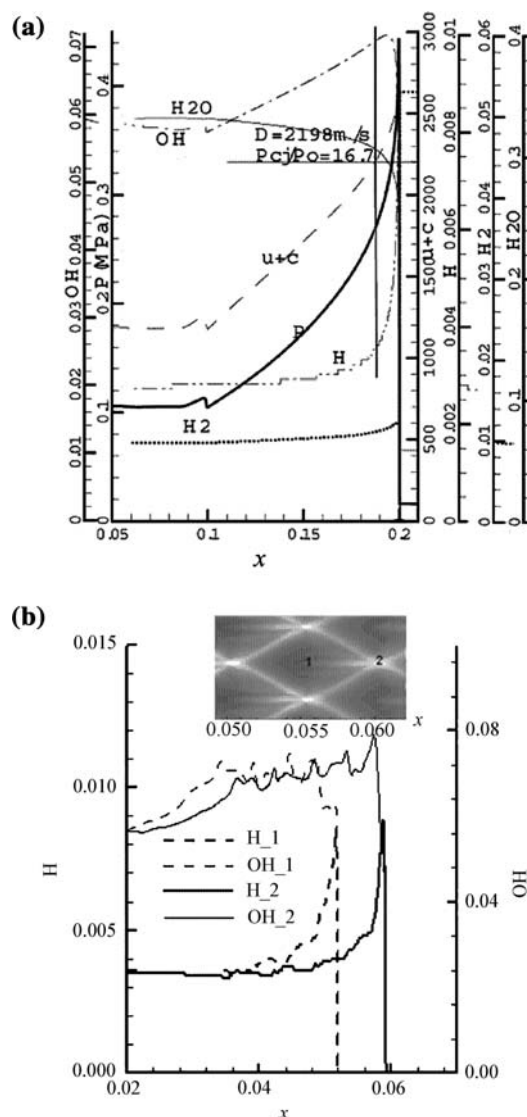 (a)
0.07
0.06
0.05
0.04
0.03
0.02
0.01
0
OH
0.4
0.3
0.2
0.1
0
P(MPa)
H2O
OH
D=2198m/s
Pcj/Po=16.7
u+c
P
H
H2
3000
2500
2000
1500
1000
500
0
u+c
0.01
0.008
0.006
0.004
0.002
0
H
0.06
0.05
0.04
0.03
0.02
0.01
0
H2
0.4
0.3
0.2
0.1
0
H2O
0.05
0.1
0.15
0.2
x
(b)
0.015
0.010
0.005
0.000
H
1
2
0.050
0.055
0.060
x
H_1
OH_1
H_2
OH_2
0.08
0.04
0.00
OH
0.02
0.04
0.06
x